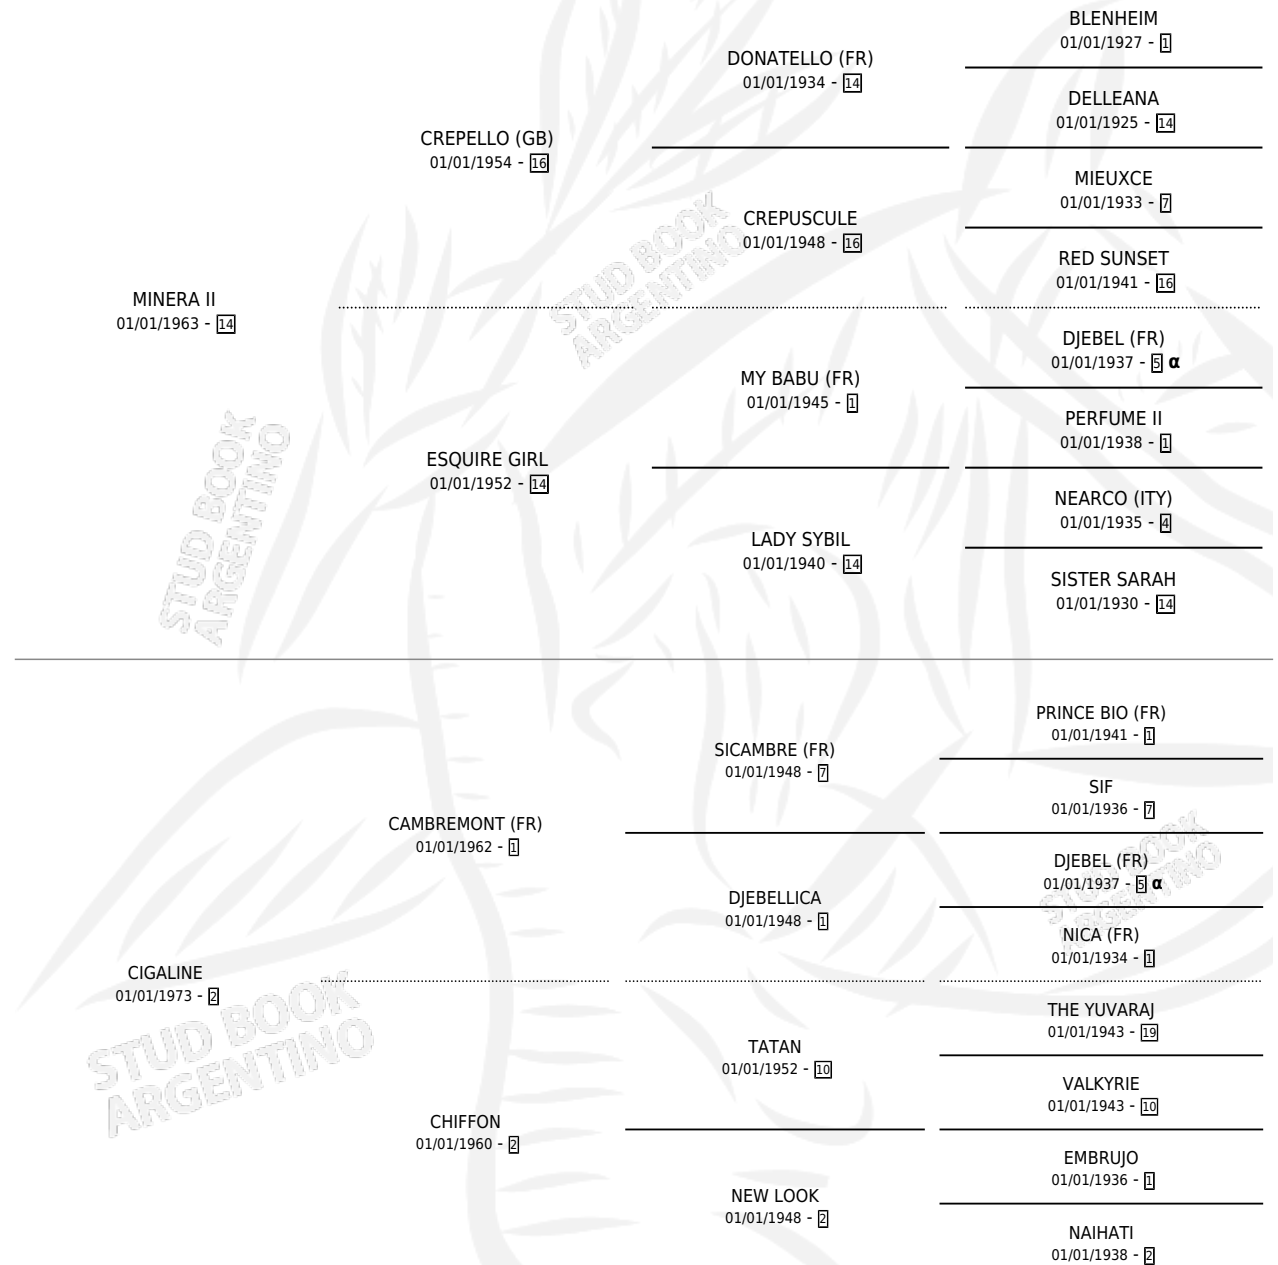 BLENHEIM
01/01/1927 - 1
DONATELLO (FR)
01/01/1934 - 14
DELLEANA
01/01/1925 - 14
CREPELLO (GB)
01/01/1954 - 16
MIEUXCE
01/01/1933 - 7
CREPUSCULE
01/01/1948 - 16
RED SUNSET
01/01/1941 - 16
MINERA II
01/01/1963 - 14
DJEBEL (FR)
01/01/1937 - 5 α
MY BABU (FR)
01/01/1945 - 1
PERFUME II
01/01/1938 - 1
ESQUIRE GIRL
01/01/1952 - 14
NEARCO (ITY)
01/01/1935 - 4
LADY SYBIL
01/01/1940 - 14
SISTER SARAH
01/01/1930 - 14
PRINCE BIO (FR)
01/01/1941 - 1
SICAMBRE (FR)
01/01/1948 - 7
SIF
01/01/1936 - 7
CAMBREMONT (FR)
01/01/1962 - 1
DJEBEL (FR)
01/01/1937 - 5 α
DJEBELLICA
01/01/1948 - 1
NICA (FR)
01/01/1934 - 1
CIGALINE
01/01/1973 - 2
THE YUVARAJ
01/01/1943 - 19
TATAN
01/01/1952 - 10
VALKYRIE
01/01/1943 - 10
CHIFFON
01/01/1960 - 2
EMBRUJO
01/01/1936 - 1
NEW LOOK
01/01/1948 - 2
NAIHATI
01/01/1938 - 2
STUD BOOK
ARGENTINO
STUD BOOK
ARGENTINO
STUD BOOK
ARGENTINO
STUD BOOK
ARGENTINO